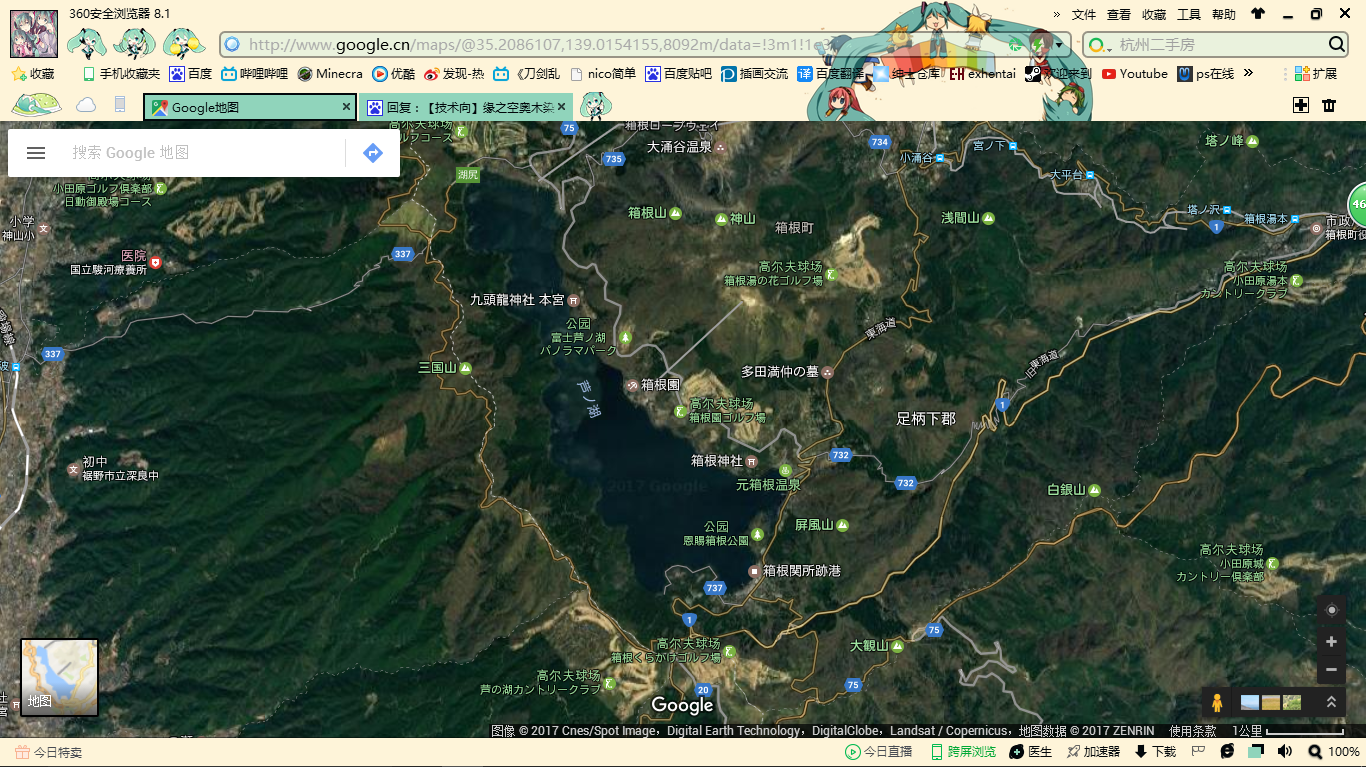 360安全浏览器 8.1
» 文件 查看 收藏 工具 帮助
http://www.google.cn/maps/@35.2086107,139.0154155,8092m/data=!3m1!1e3
杭州二手房
收藏 手机收藏夹 百度 哔哩哔哩 Minecra 优酷 发现-热 《刀剑乱 nico简单 百度贴吧 插画交流 百度翻译 绅士仓库 exhentai 欢迎来到 Youtube ps在线 » 扩展
Google地图
回复：【技术向】缘之空奥木染
搜索 Google 地图
高尔夫球场
75
箱根ロープウェイ
大涌谷温泉
735
734
小涌谷
宮ノ下
塔ノ峰
大平台
湖尻
小田原ゴルフ倶楽部
日動御殿場コース
小学
神山小
箱根山
神山
箱根町
浅間山
塔ノ沢
箱根湯本
1
市政
箱根町役
46
医院
国立駿河療養所
337
高尔夫球场
箱根湯の花ゴルフ場
高尔夫球场
小田原湯本
カントリークラブ
九頭龍神社 本宮
公园
富士芦ノ湖
パノラマパーク
東海道
旧東海道
337
三国山
芦ノ湖
箱根園
多田満仲の墓
高尔夫球场
箱根園ゴルフ場
足柄下郡
1
初中
裾野市立深良中
箱根神社
732
元箱根温泉
732
白銀山
公园
恩賜箱根公園
屏風山
高尔夫球场
小田原城
カントリー倶楽部
箱根関所跡港
737
1
75
高尔夫球场
箱根くらかけゴルフ場
大観山
高尔夫球场
芦の湖カントリークラブ
20
75
地图
Google
图像 © 2017 Cnes/Spot Image，Digital Earth Technology，DigitalGlobe，Landsat / Copernicus，地图数据 © 2017 ZENRIN 使用条款 1公里
今日特卖 今日直播 跨屏浏览 医生 加速器 下载 100%